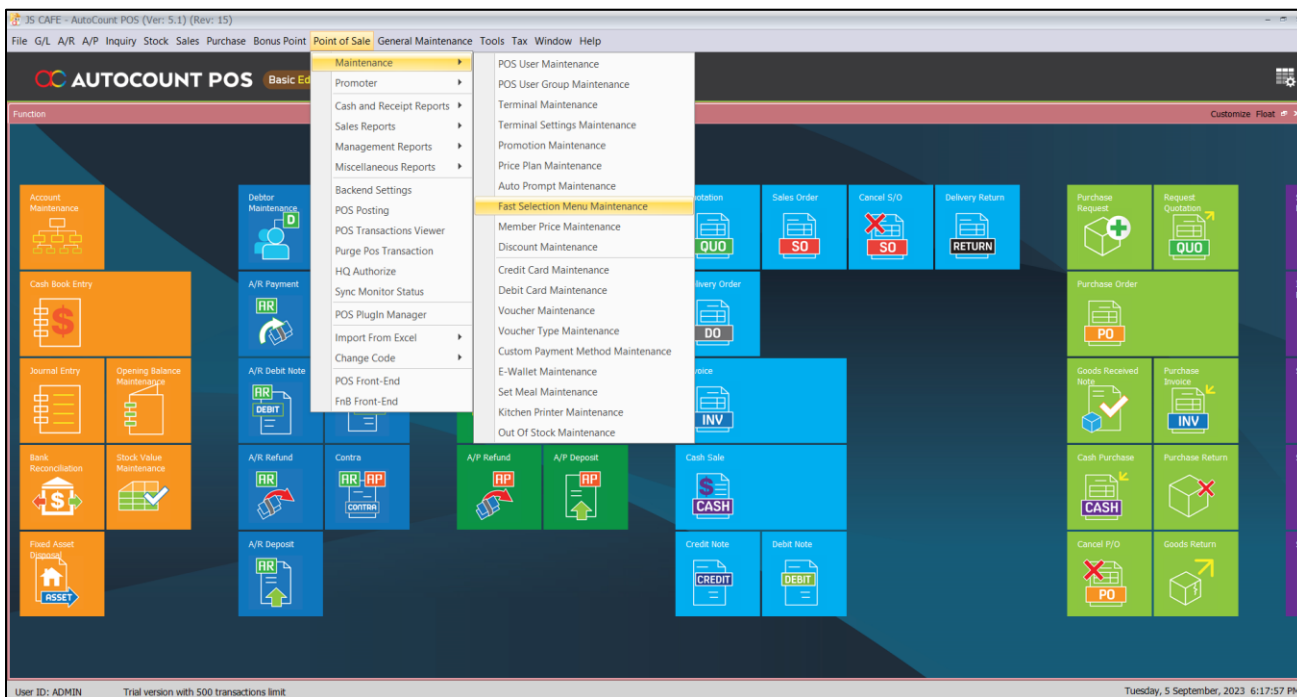 JS CAFE - AutoCount POS (Ver: 5.1) (Rev: 15)
File G/L A/R A/P Inquiry Stock Sales Purchase Bonus Point Point of Sale General Maintenance Tools Tax Window Help
AUTOCOUNT POS Basic Ed
Function
Customize Float
Maintenance
Promoter
Cash and Receipt Reports
Sales Reports
Management Reports
Miscellaneous Reports
Backend Settings
POS Posting
POS Transactions Viewer
Purge Pos Transaction
HQ Authorize
Sync Monitor Status
POS PlugIn Manager
Import From Excel
Change Code
POS Front-End
FnB Front-End
POS User Maintenance
POS User Group Maintenance
Terminal Maintenance
Terminal Settings Maintenance
Promotion Maintenance
Price Plan Maintenance
Auto Prompt Maintenance
Fast Selection Menu Maintenance
Member Price Maintenance
Discount Maintenance
Credit Card Maintenance
Debit Card Maintenance
Voucher Maintenance
Voucher Type Maintenance
Custom Payment Method Maintenance
E-Wallet Maintenance
Set Meal Maintenance
Kitchen Printer Maintenance
Out Of Stock Maintenance
Account
Maintenance
Debtor
Maintenance
D
otation
QUO
Sales Order
SO
Cancel S/O
SO
Delivery Return
RETURN
Purchase
Request
Request
Quotation
QUO
Cash Book Entry
A/R Payment
AR
livery Order
DO
Purchase Order
PO
Journal Entry
Opening Balance
Maintenance
A/R Debit Note
AR
DEBIT
voice
INV
Goods Received
Note
Purchase
Invoice
INV
Bank
Reconciliation
Stock Value
Maintenance
A/R Refund
AR
Contra
AR AP
CONTRA
A/P Refund
AP
A/P Deposit
AP
Cash Sale
CASH
Cash Purchase
CASH
Purchase Return
Fixed Asset
Disposal
ASSET
A/R Deposit
AR
Credit Note
CREDIT
Debit Note
DEBIT
Cancel P/O
PO
Goods Return
User ID: ADMIN Trial version with 500 transactions limit
Tuesday, 5 September, 2023 6:17:57 PM